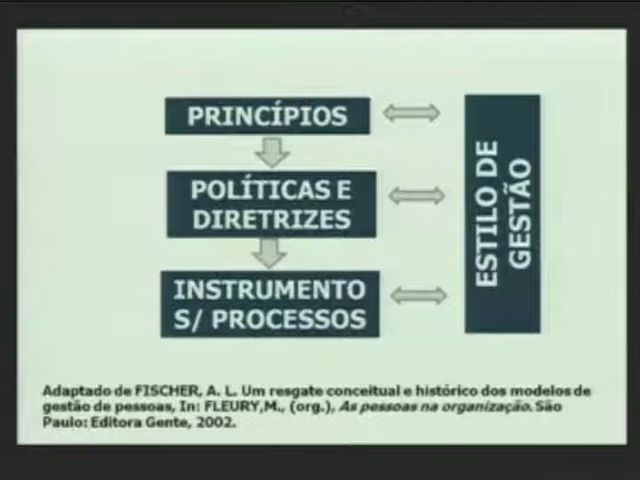 PRINCÍPIOS
POLÍTICAS E
DIRETRIZES
INSTRUMENTO
S/ PROCESSOS
ESTILO DE
GESTÃO
Adaptado de FISCHER, A. L. Um resgate conceitual e histórico dos modelos de
gestão de pessoas, In: FLEURY,M., (org.), As pessoas na organização. São
Paulo: Editora Gente, 2002.